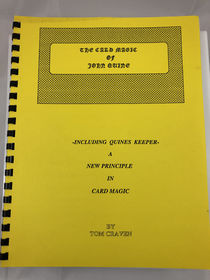 THE CARD MAGIC
OF
JOHN QUINE
-INCLUDING QUINES KEEPER-
A
NEW PRINCIPLE
IN
CARD MAGIC
BY
TOM CRAVEN